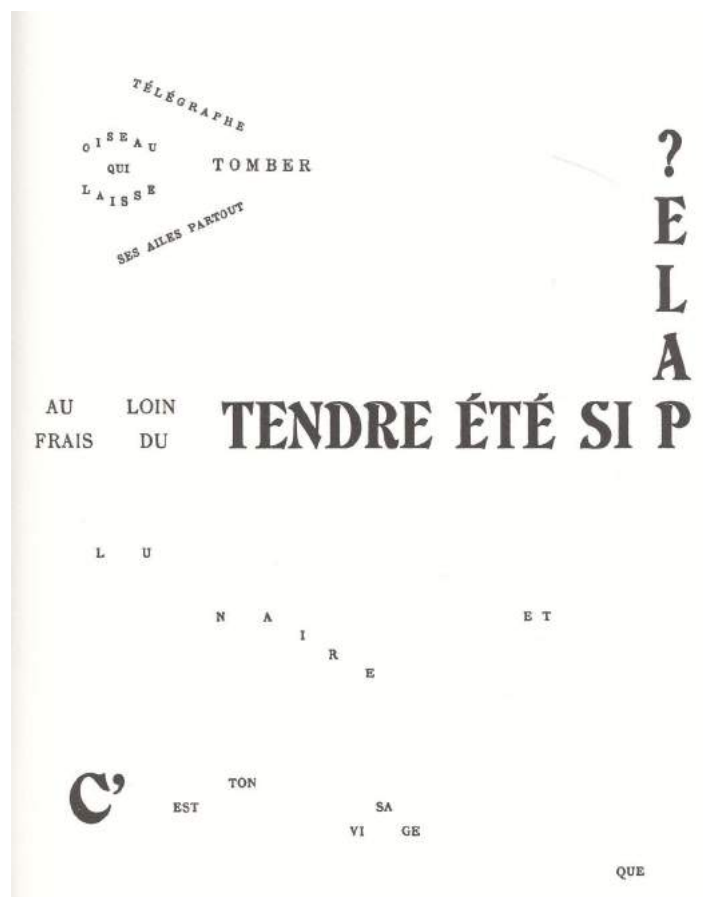 TÉLÉGRAPHE
OISEAU
QUI
LAISSE
TOMBER
SES AILES PARTOUT
AU LOIN
FRAIS DU
TENDRE ÉTÉ SI PALE ?
L U
N A
I
R
E
ET
C'
EST
TON
VI SA GE
QUE